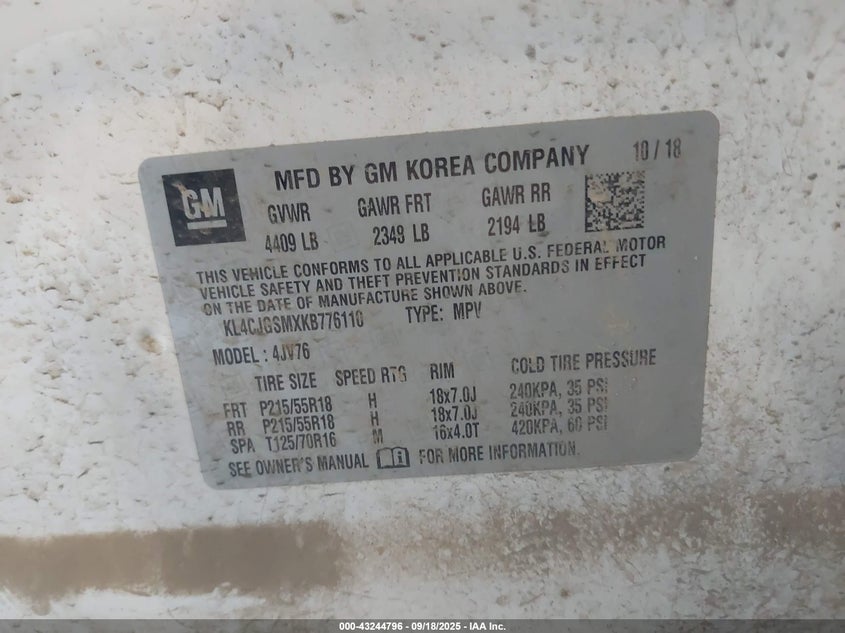 MFD BY GM KOREA COMPANY 10/18
GM
GVWR GAWR FRT GAWR RR
4409 LB 2349 LB 2194 LB
THIS VEHICLE CONFORMS TO ALL APPLICABLE U.S. FEDERAL MOTOR
VEHICLE SAFETY AND THEFT PREVENTION STANDARDS IN EFFECT
ON THE DATE OF MANUFACTURE SHOWN ABOVE.
KL4CJGSMXKB776110 TYPE: MPV
MODEL : 4JV76
TIRE SIZE SPEED RTG RIM COLD TIRE PRESSURE
FRT P215/55R18 H 18x7.0J 240KPA, 35 PSI
RR P215/55R18 H 18x7.0J 240KPA, 35 PSI
SPA T125/70R16 M 16x4.0T 420KPA, 60 PSI
SEE OWNER'S MANUAL i FOR MORE INFORMATION.
000-43244796 - 09/18/2025 - IAA Inc.